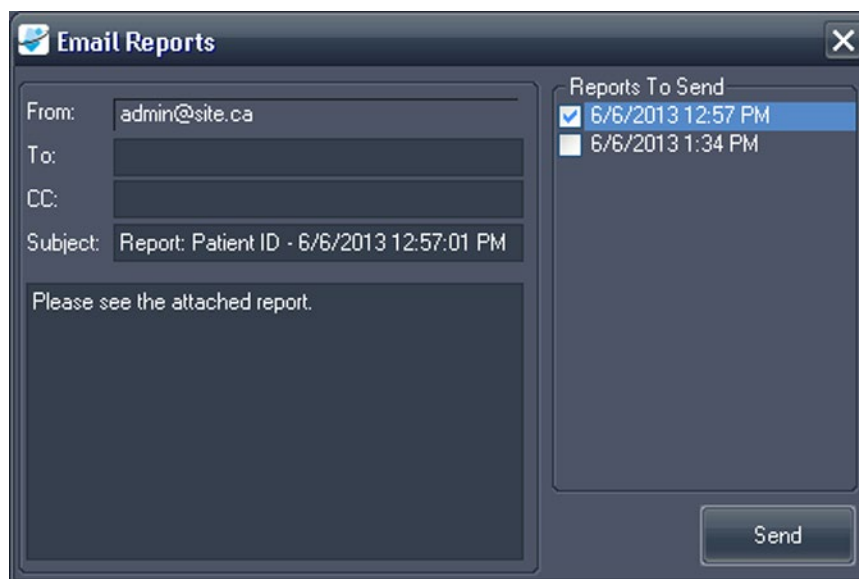 Email Reports
From: admin@site.ca
To:
CC:
Subject: Report: Patient ID - 6/6/2013 12:57:01 PM
Please see the attached report.
Reports To Send
6/6/2013 12:57 PM
6/6/2013 1:34 PM
Send